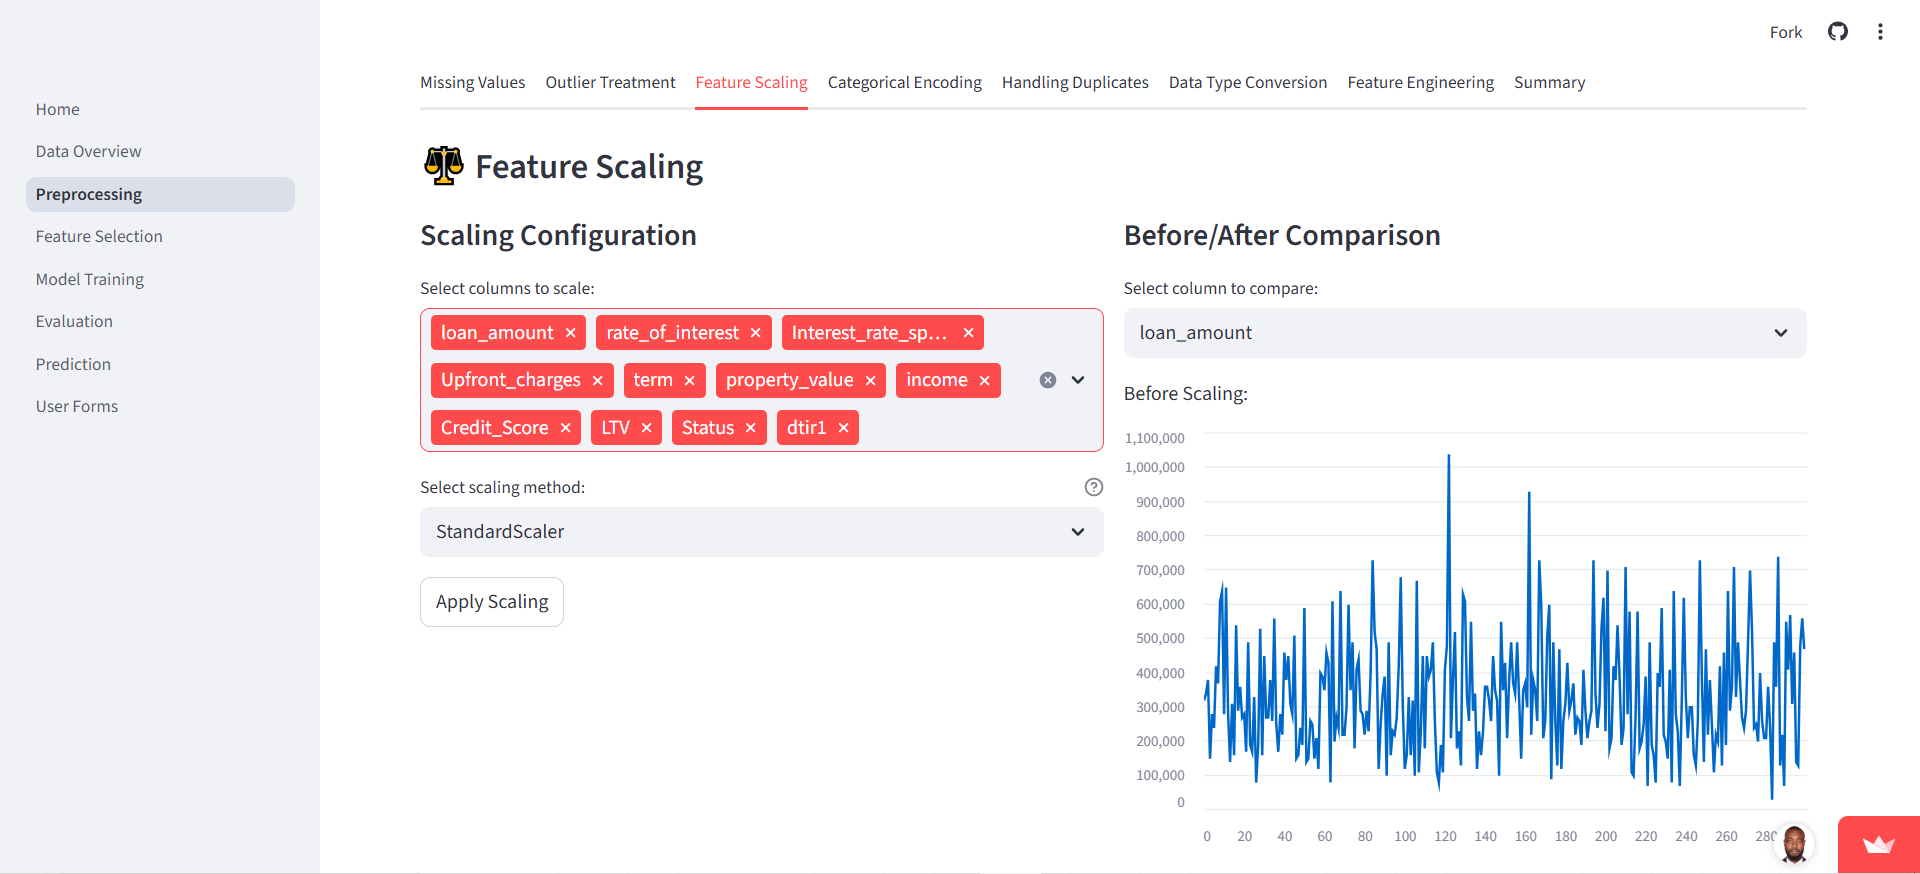 Fork
Missing Values Outlier Treatment Feature Scaling Categorical Encoding Handling Duplicates Data Type Conversion Feature Engineering Summary
Home
Data Overview
Preprocessing
Feature Selection
Model Training
Evaluation
Prediction
User Forms
Feature Scaling
Scaling Configuration
Select columns to scale:
loan_amount rate_of_interest Interest_rate_sp...
Upfront_charges term property_value income
Credit_Score LTV Status dtir1
Select scaling method:
StandardScaler
Apply Scaling
Before/After Comparison
Select column to compare:
loan_amount
Before Scaling:
1,100,000
1,000,000
900,000
800,000
700,000
600,000
500,000
400,000
300,000
200,000
100,000
0
0 20 40 60 80 100 120 140 160 180 200 220 240 260 280